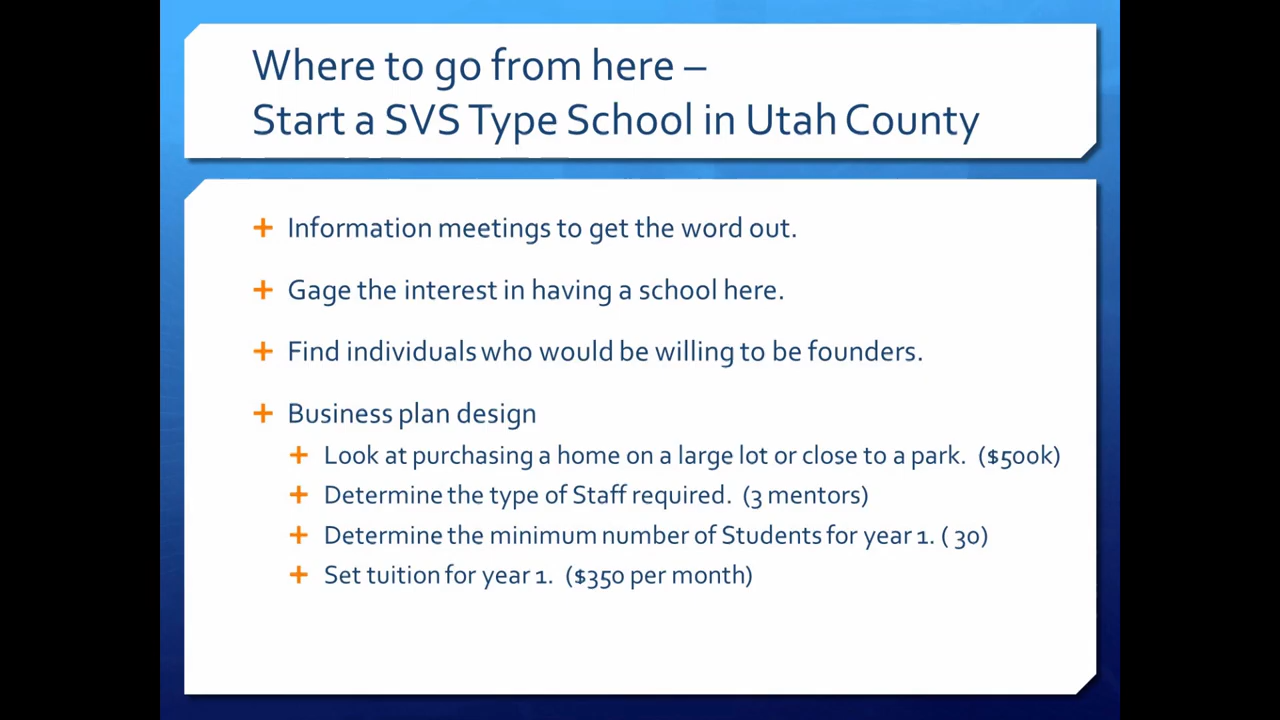 Where to go from here –
Start a SVS Type School in Utah County
+ Information meetings to get the word out.
+ Gage the interest in having a school here.
+ Find individuals who would be willing to be founders.
+ Business plan design
+ Look at purchasing a home on a large lot or close to a park. ($500k)
+ Determine the type of Staff required. (3 mentors)
+ Determine the minimum number of Students for year 1. ( 30)
+ Set tuition for year 1. ($350 per month)